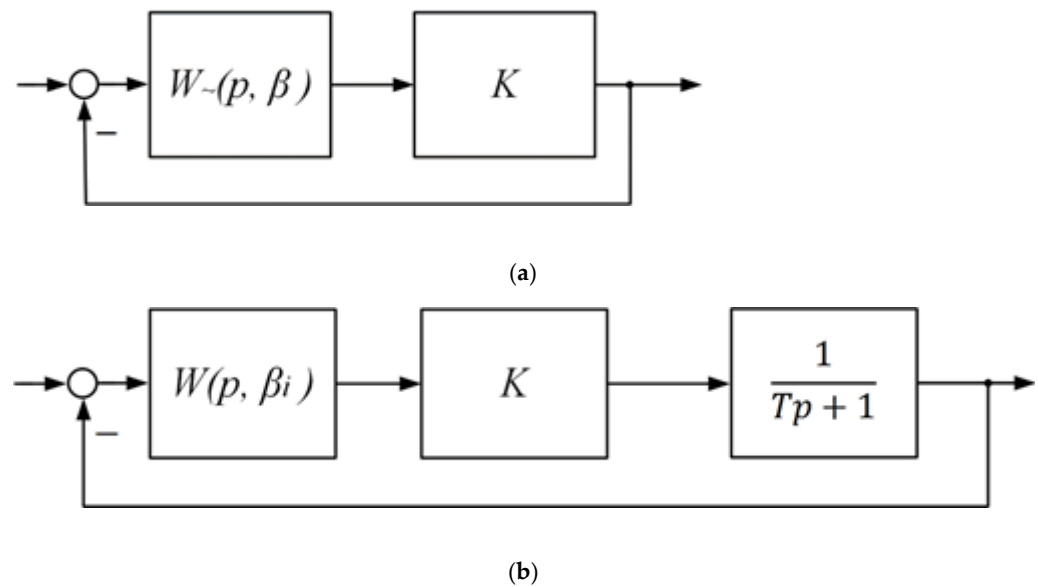 W~(p, β ) K
−
(a)
W(p, βi ) K 1
Tp + 1
−
(b)